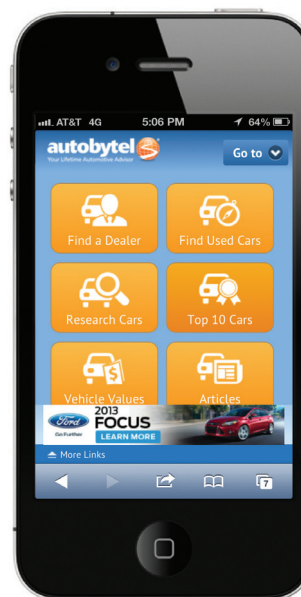 AT&T 4G 5:06 PM 64%
autobytel
Your Lifetime Automotive Advisor
Go to
Find a Dealer Find Used Cars
Research Cars Top 10 Cars
Vehicle Values Articles
Ford
Go Further
2013
FOCUS
LEARN MORE
More Links
7